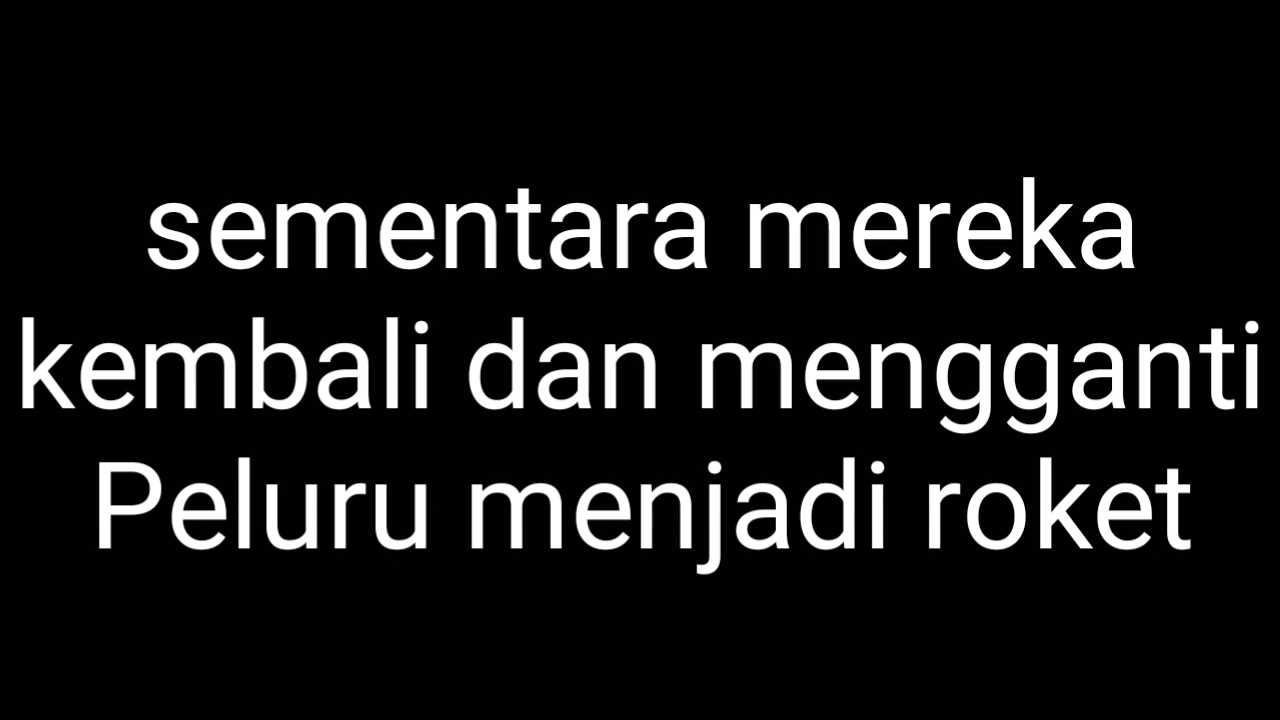 sementara mereka
kembali dan mengganti
Peluru menjadi roket